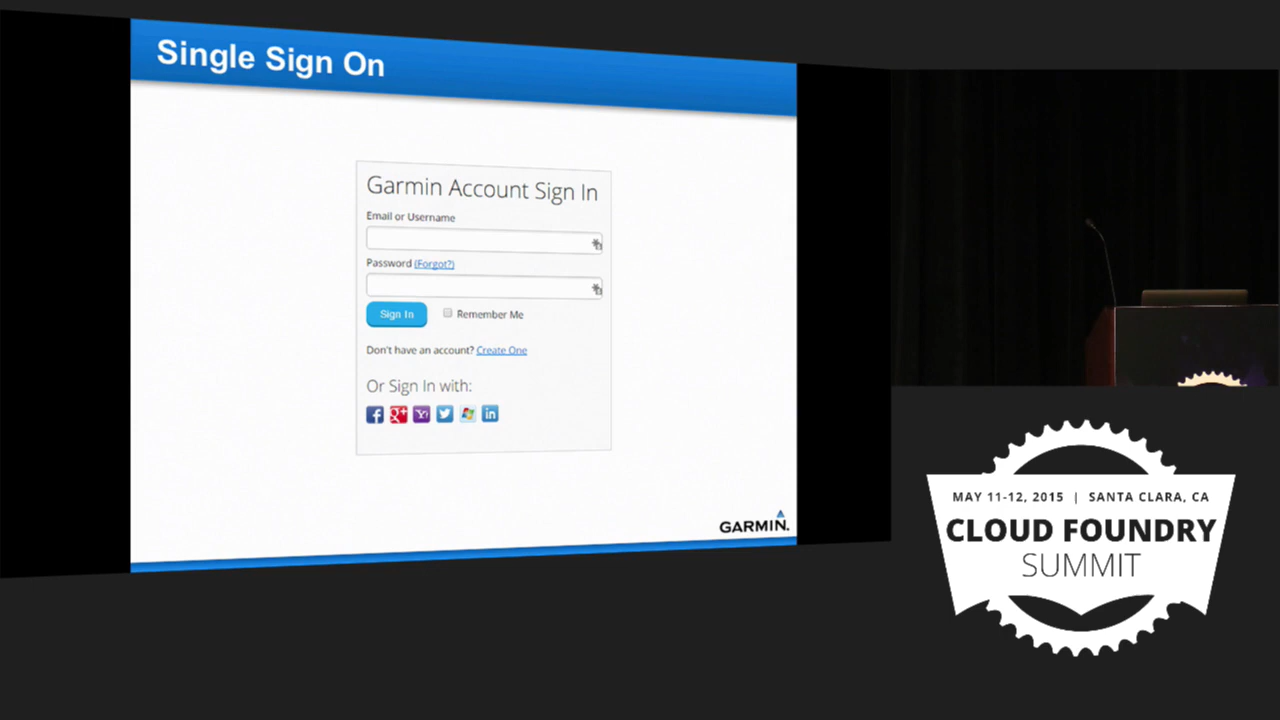 Single Sign On
Garmin Account Sign In
Email or Username
Password (Forgot?)
Sign In
Remember Me
Don't have an account? Create One
Or Sign In with:
GARMIN.
MAY 11-12, 2015 | SANTA CLARA, CA
CLOUD FOUNDRY
SUMMIT